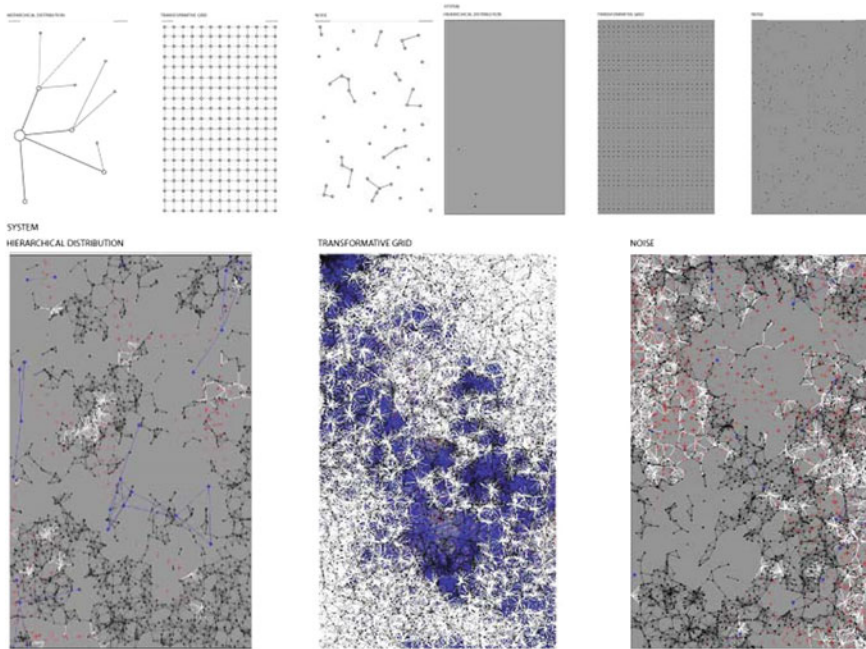 SYSTEM
HIERARCHICAL DISTRIBUTION
TRANSFORMATIVE GRID
NOISE
HIERARCHICAL DISTRIBUTION
TRANSFORMATIVE GRID
NOISE
SYSTEM
HIERARCHICAL DISTRIBUTION
TRANSFORMATIVE GRID
NOISE